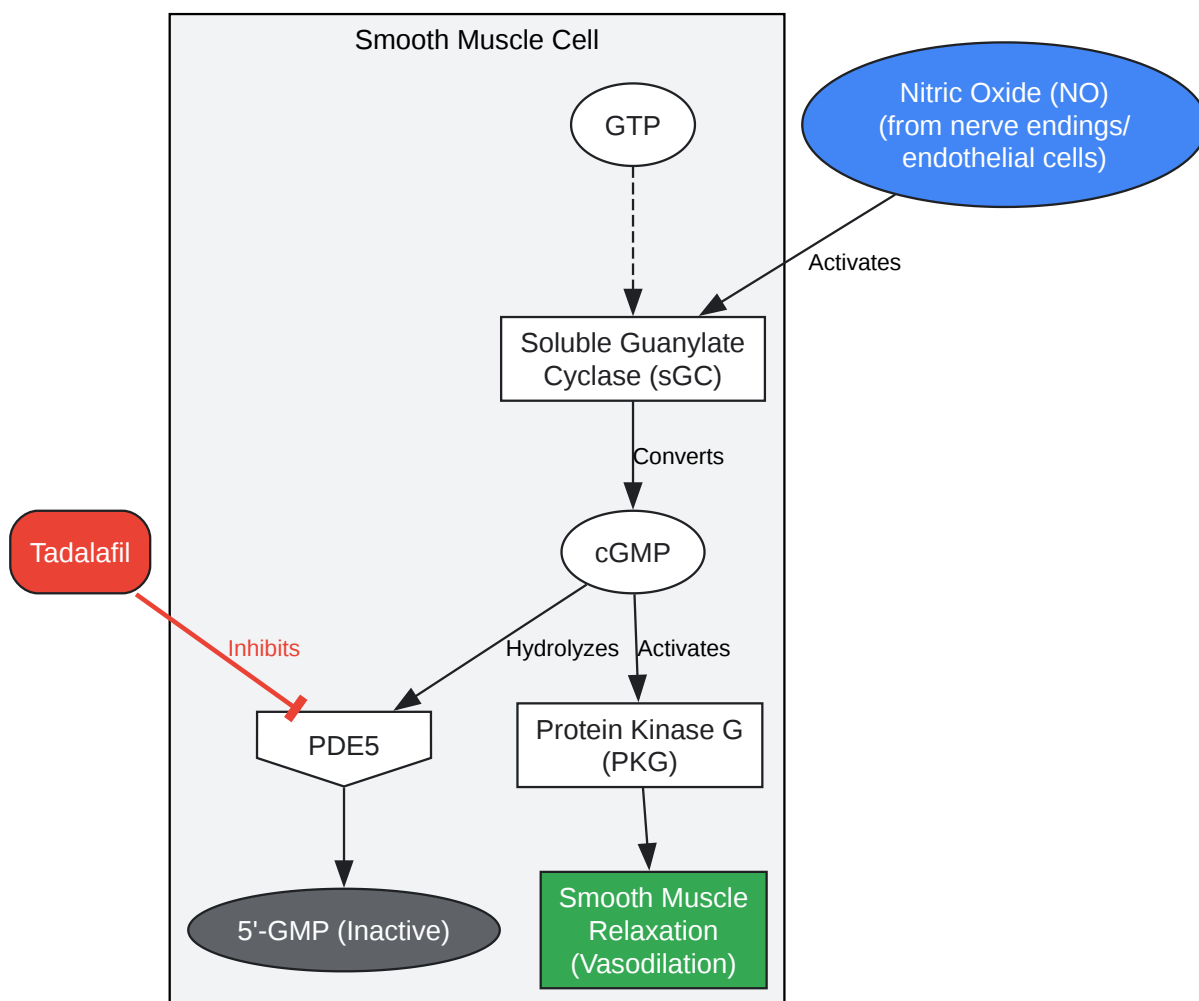 Smooth Muscle Cell
GTP
Nitric Oxide (NO)
(from nerve endings/
endothelial cells)
Activates
Soluble Guanylate
Cyclase (sGC)
Converts
Tadalafil
cGMP
Inhibits
Hydrolyzes
Activates
PDE5
Protein Kinase G
(PKG)
5'-GMP (Inactive)
Smooth Muscle
Relaxation
(Vasodilation)